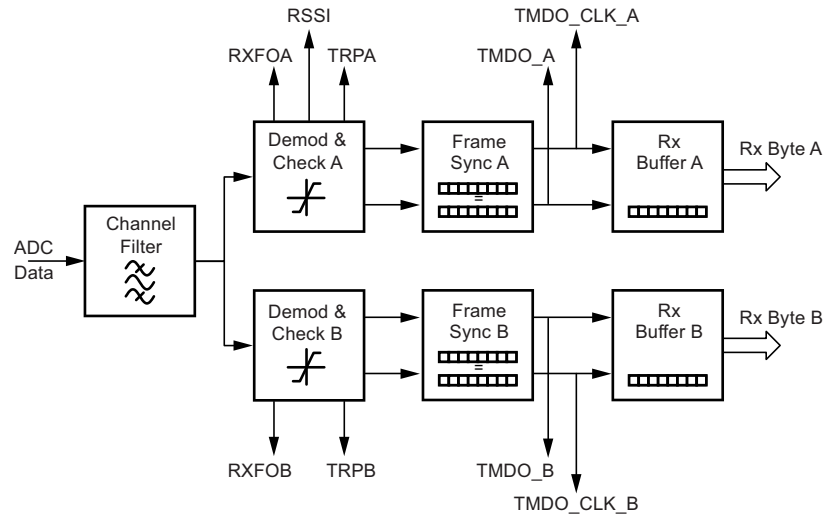 RSSI
TMDO_CLK_A
RXFOA
TRPA
TMDO_A
Demod &
Check A
Frame
Sync A
=
Rx
Buffer A
Rx Byte A
Channel
Filter
ADC
Data
Demod &
Check B
Frame
Sync B
=
Rx
Buffer B
Rx Byte B
RXFOB
TRPB
TMDO_B
TMDO_CLK_B